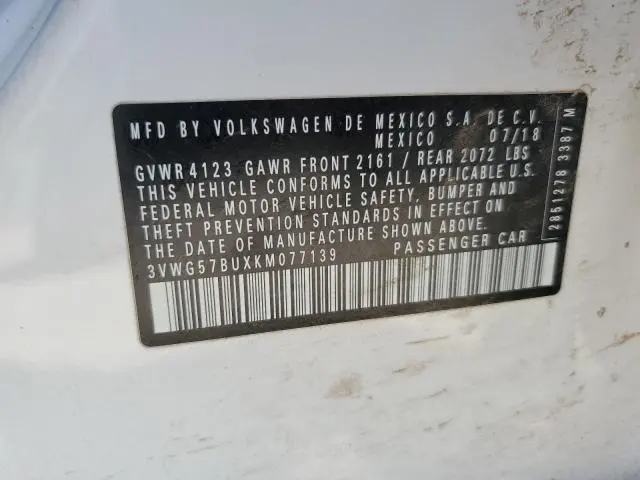 MFD BY VOLKSWAGEN DE MEXICO S.A. DE C.V.
MEXICO 07/18
GVWR 4123 GAWR FRONT 2161 / REAR 2072 LBS
THIS VEHICLE CONFORMS TO ALL APPLICABLE U.S.
FEDERAL MOTOR VEHICLE SAFETY, BUMPER AND
THEFT PREVENTION STANDARDS IN EFFECT ON
THE DATE OF MANUFACTURE SHOWN ABOVE.
3VWG57BUXKM077139 PASSENGER CAR
2851278 3387 M